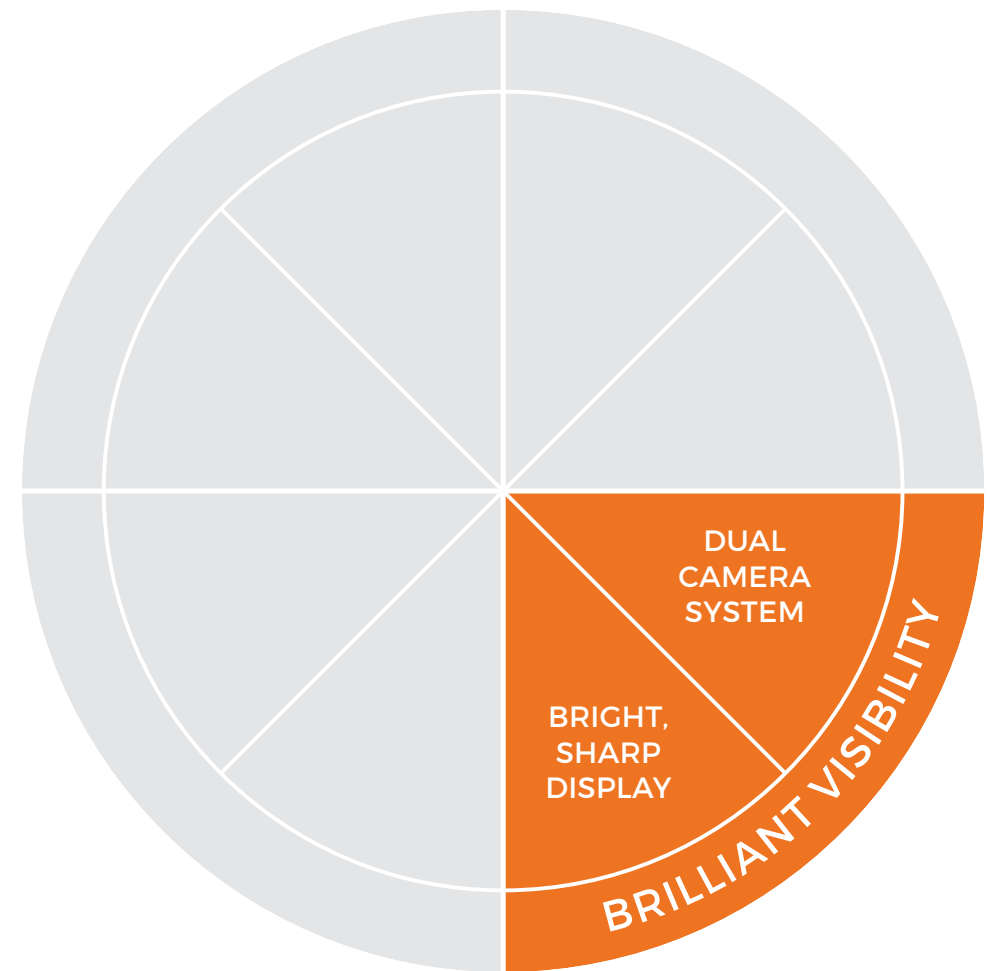 DUAL
CAMERA
SYSTEM
BRIGHT,
SHARP
DISPLAY
BRILLIANT VISIBILITY